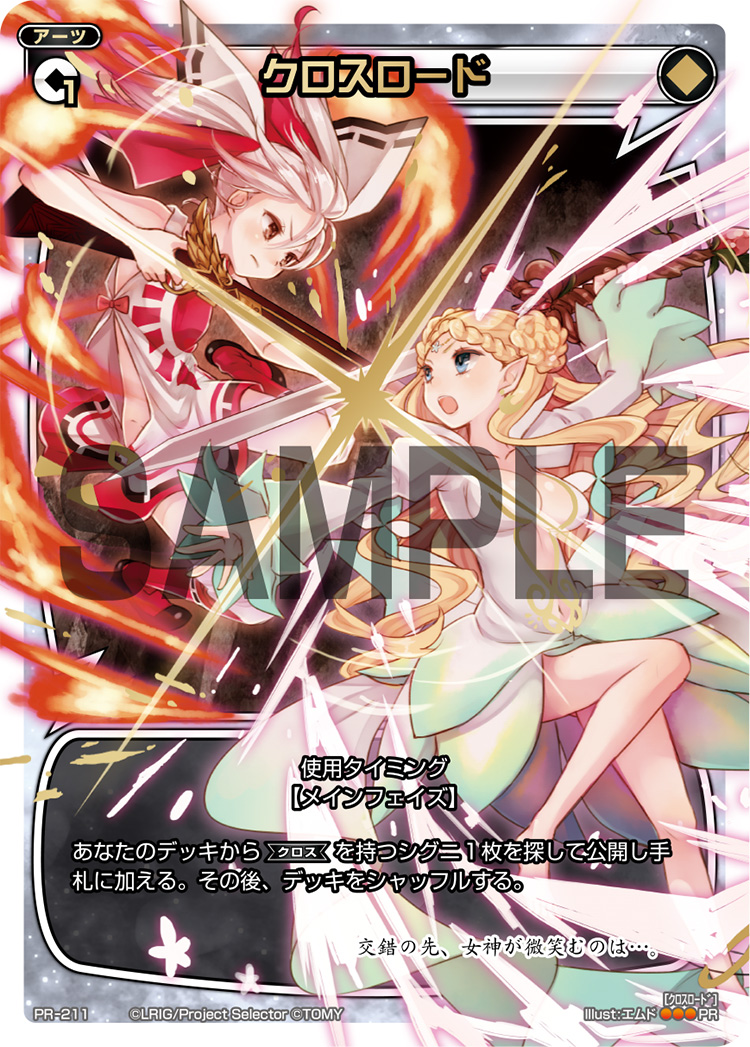 アーツ
1
クロスロード
SAMPLE
使用タイミング
【メインフェイズ】
あなたのデッキから クロス を持つシグニ1枚を探して公開し手
札に加える。その後、デッキをシャッフルする。
交錯の先、女神が微笑むのは…。
[クロスロード]
PR-211 ©LRIG/Project Selector ©TOMY Illust:エムド PR